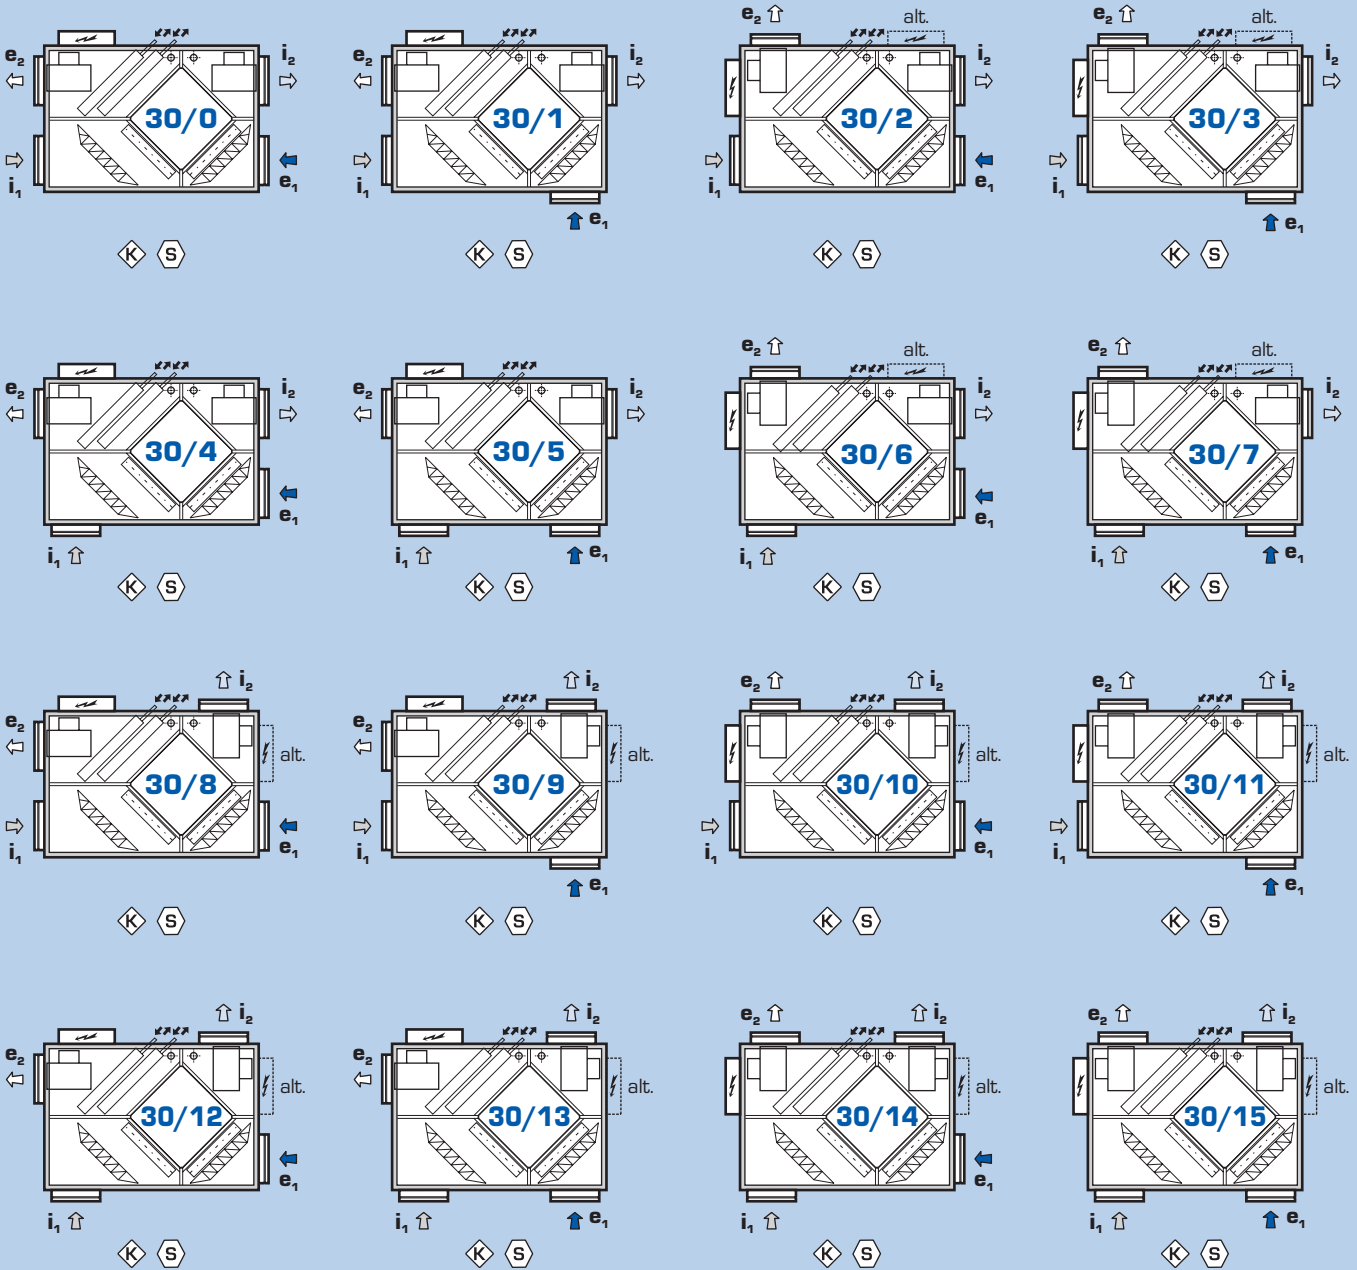 e₂ i₂ 30/0 i₁ e₁ K S
e₂ i₂ 30/1 i₁ e₁ K S
e₂ alt. i₂ 30/2 i₁ e₁ K S
e₂ alt. i₂ 30/3 i₁ e₁ K S
e₂ i₂ 30/4 e₁ i₁ K S
e₂ i₂ 30/5 i₁ e₁ K S
e₂ alt. i₂ 30/6 e₁ i₁ K S
e₂ alt. i₂ 30/7 i₁ e₁ K S
i₂ e₂ alt. 30/8 i₁ e₁ K S
i₂ e₂ alt. 30/9 i₁ e₁ K S
e₂ i₂ alt. 30/10 i₁ e₁ K S
e₂ i₂ alt. 30/11 i₁ e₁ K S
i₂ e₂ alt. 30/12 e₁ i₁ K S
i₂ e₂ alt. 30/13 i₁ e₁ K S
e₂ i₂ alt. 30/14 e₁ i₁ K S
e₂ i₂ alt. 30/15 i₁ e₁ K S